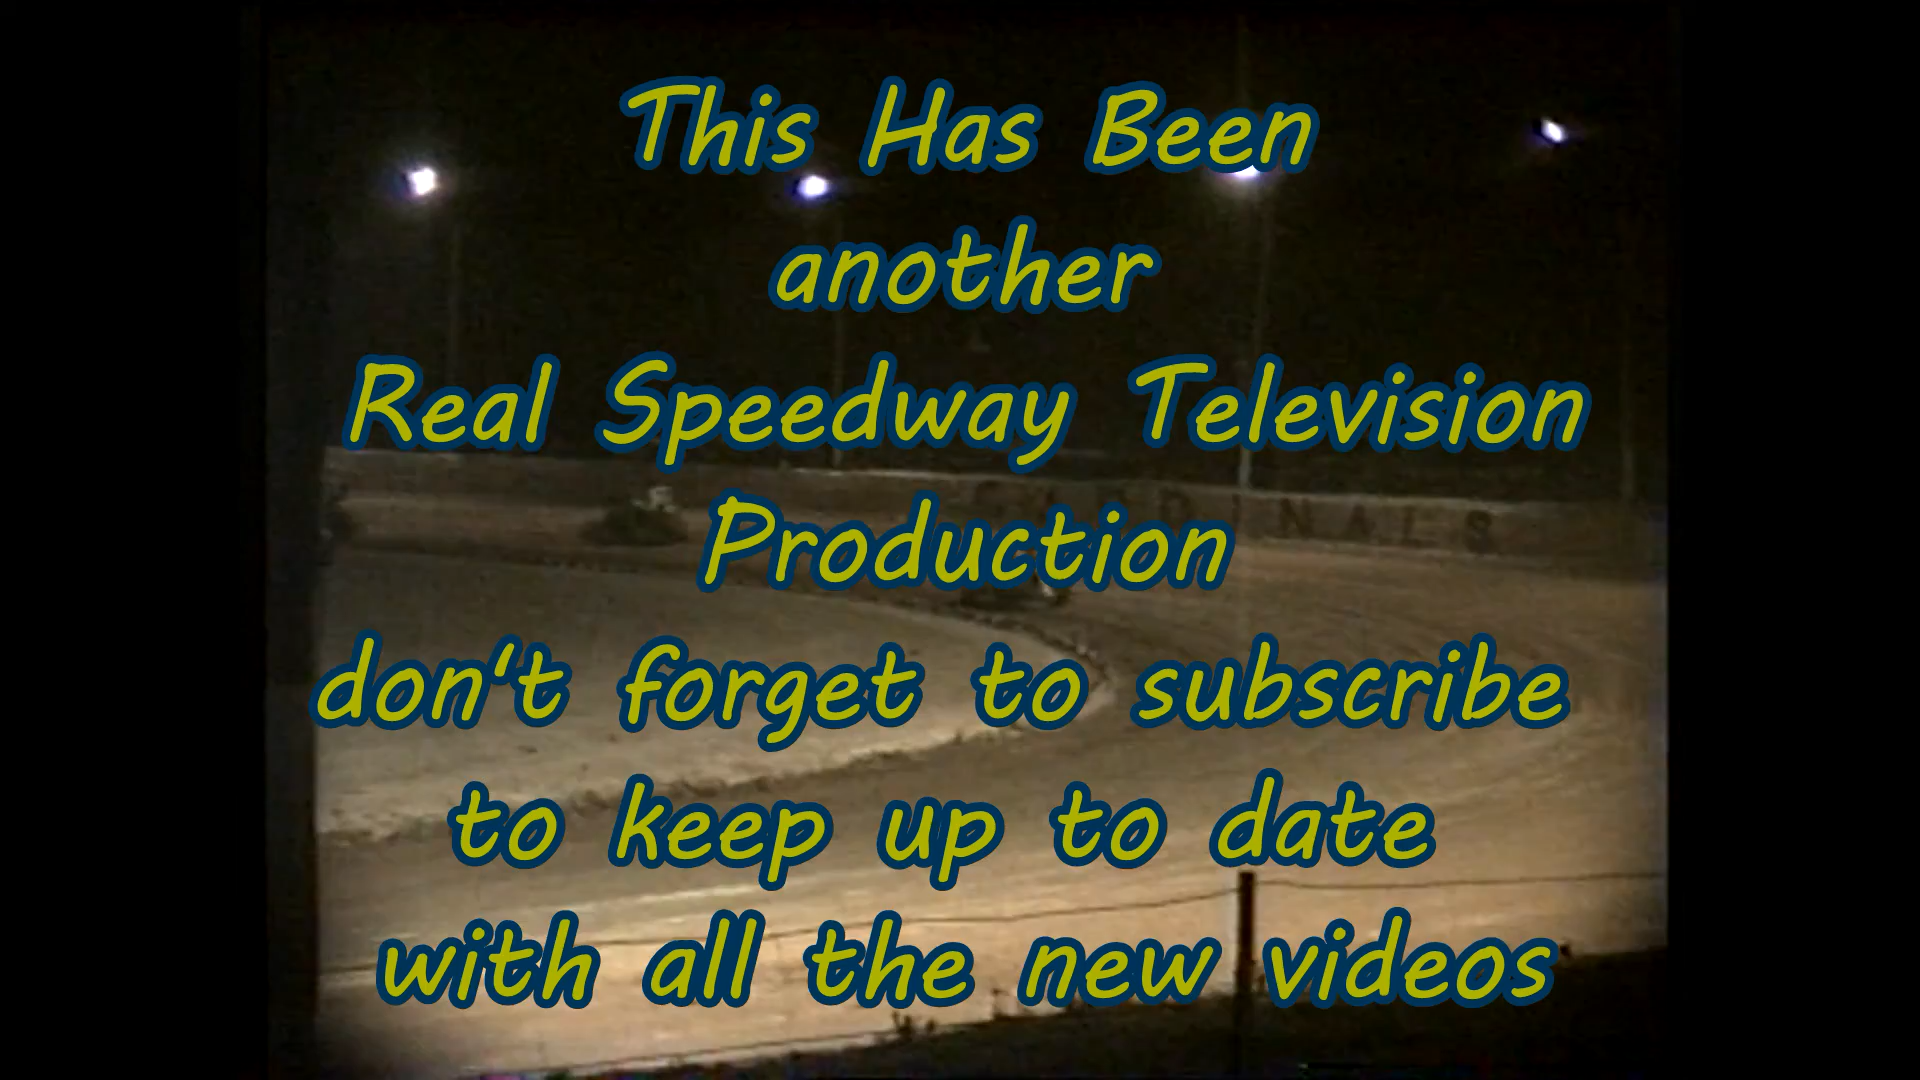 This Has Been
another
Real Speedway Television
Production
don't forget to subscribe
to keep up to date
with all the new videos
CARDINALS